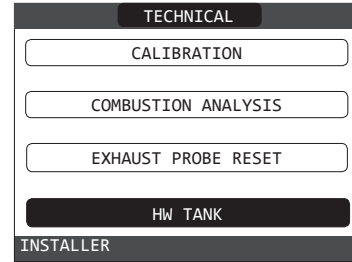 TECHNICAL
CALIBRATION
COMBUSTION ANALYSIS
EXHAUST PROBE RESET
HW TANK
INSTALLER